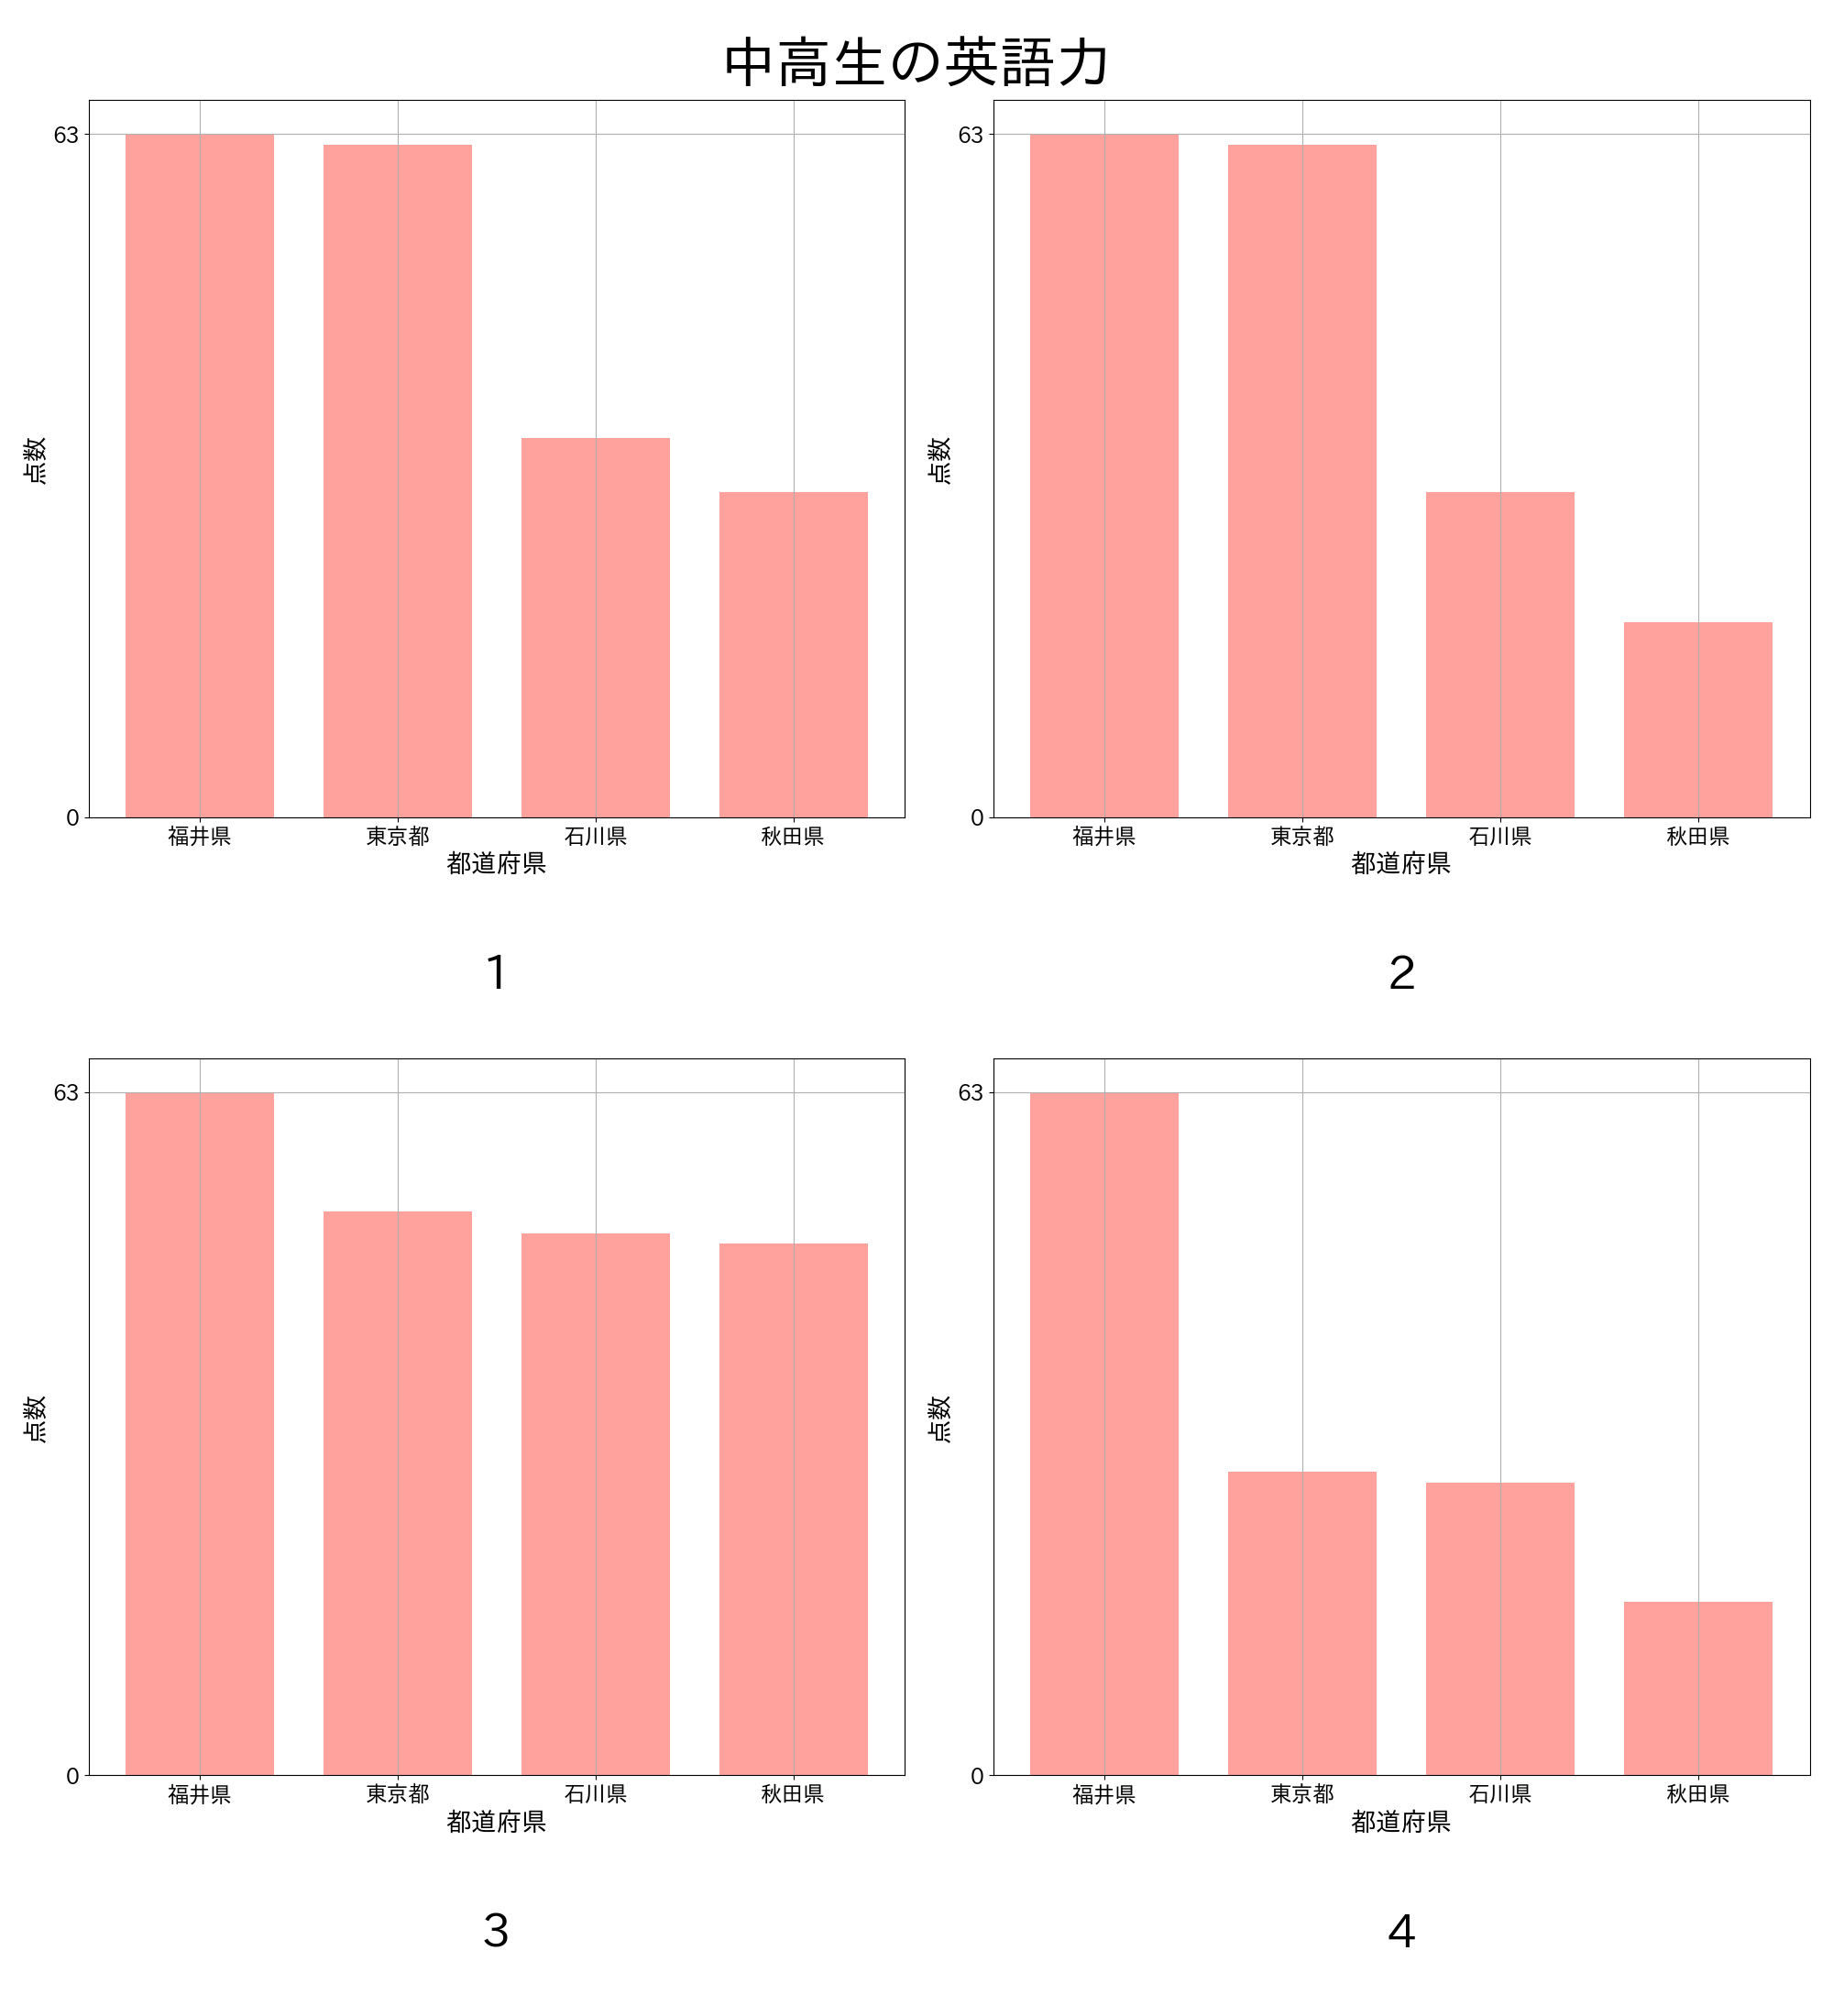 中高生の英語力
63
0
点数
福井県 東京都 石川県 秋田県
都道府県
1
63
0
点数
福井県 東京都 石川県 秋田県
都道府県
2
63
0
点数
福井県 東京都 石川県 秋田県
都道府県
3
63
0
点数
福井県 東京都 石川県 秋田県
都道府県
4